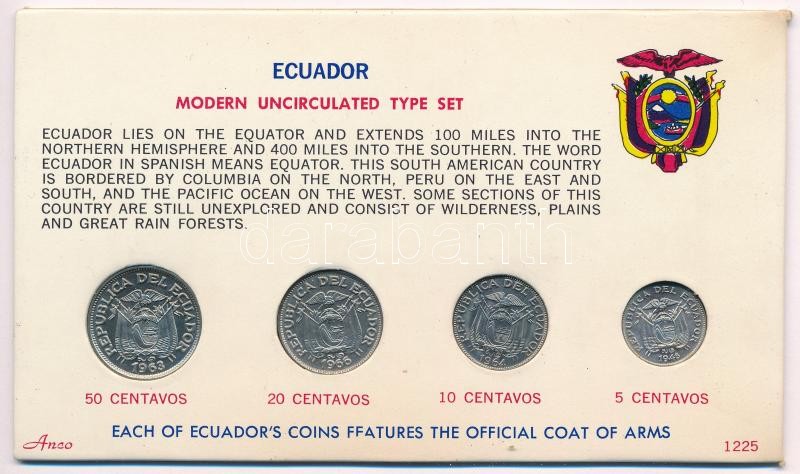 ECUADOR
MODERN UNCIRCULATED TYPE SET
ECUADOR LIES ON THE EQUATOR AND EXTENDS 100 MILES INTO THE
NORTHERN HEMISPHERE AND 400 MILES INTO THE SOUTHERN. THE WORD
ECUADOR IN SPANISH MEANS EQUATOR. THIS SOUTH AMERICAN COUNTRY
IS BORDERED BY COLUMBIA ON THE NORTH, PERU ON THE EAST AND
SOUTH, AND THE PACIFIC OCEAN ON THE WEST. SOME SECTIONS OF THIS
COUNTRY ARE STILL UNEXPLORED AND CONSIST OF WILDERNESS, PLAINS
AND GREAT RAIN FORESTS.
darabanth
REPUBLICA DEL ECUADOR
1963
REPUBLICA DEL ECUADOR
REPUBLICA DEL ECUADOR
1964
REPUBLICA DEL ECUADOR
1946
50 CENTAVOS 20 CENTAVOS 10 CENTAVOS 5 CENTAVOS
EACH OF ECUADOR'S COINS FEATURES THE OFFICIAL COAT OF ARMS
Anco
1225